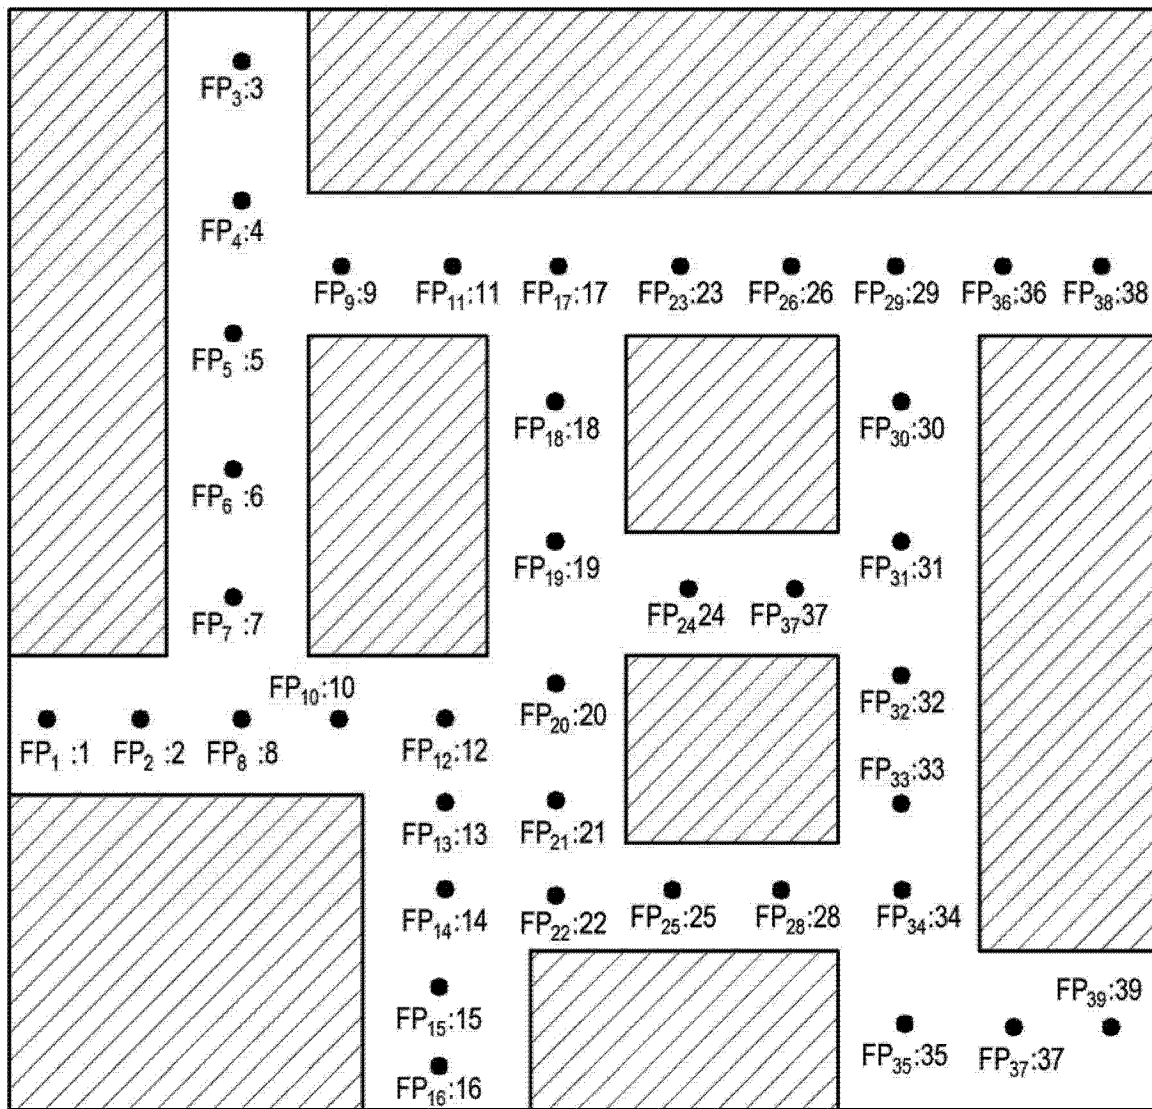 FP₃:3
FP₄:4
FP₉:9 FP₁₁:11 FP₁₇:17 FP₂₃:23 FP₂₆:26 FP₂₉:29 FP₃₆:36 FP₃₈:38
FP₅ :5
FP₁₈:18 FP₃₀:30
FP₆ :6
FP₁₉:19 FP₃₁:31
FP₂₄24 FP₃₇37
FP₇ :7
FP₁₀:10
FP₂₀:20 FP₃₂:32
FP₁ :1 FP₂ :2 FP₈ :8 FP₁₂:12
FP₃₃:33
FP₁₃:13 FP₂₁:21
FP₁₄:14 FP₂₂:22 FP₂₅:25 FP₂₈:28 FP₃₄:34
FP₃₉:39
FP₁₅:15
FP₃₅:35 FP₃₇:37
FP₁₆:16